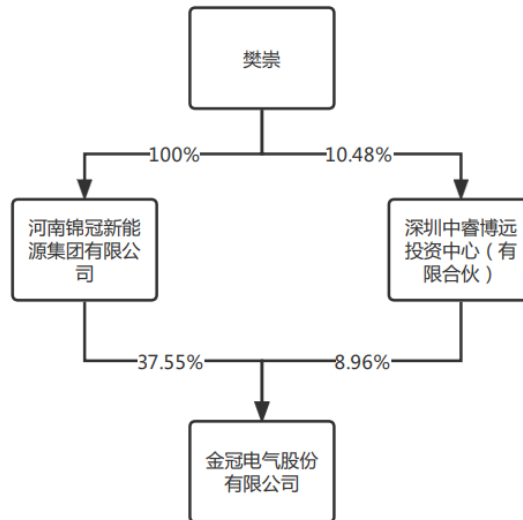 樊崇
100%
10.48%
河南锦冠新能
源集团有限公
司
深圳中睿博远
投资中心（有
限合伙）
37.55%
8.96%
金冠电气股份
有限公司